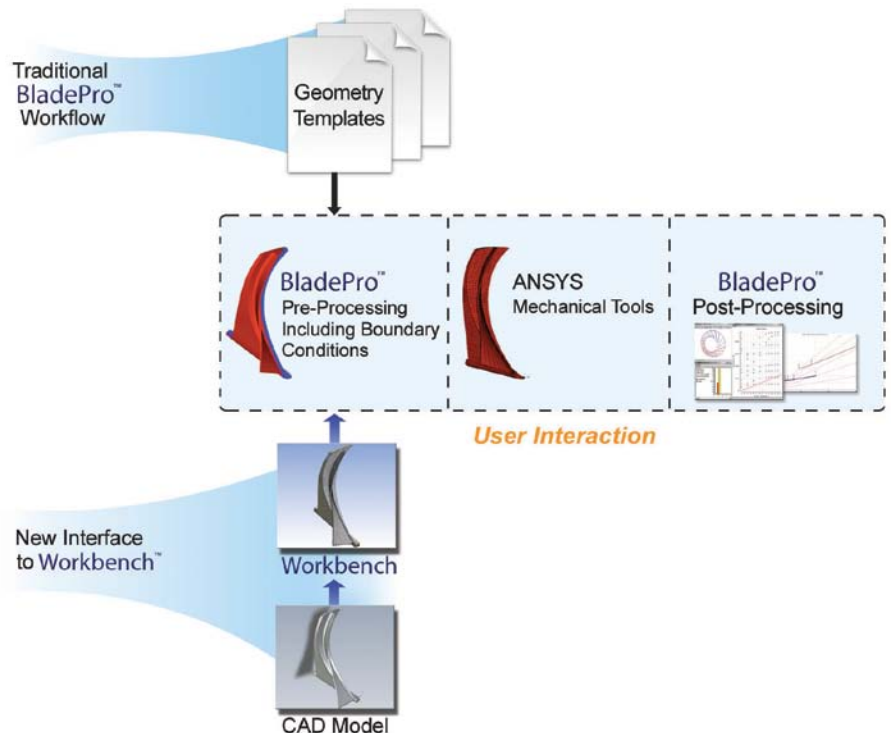 Traditional
BladePro™
Workflow
Geometry
Templates
BladePro™
Pre-Processing
Including Boundary
Conditions
ANSYS
Mechanical Tools
BladePro™
Post-Processing
User Interaction
New Interface
to Workbench™
Workbench
CAD Model